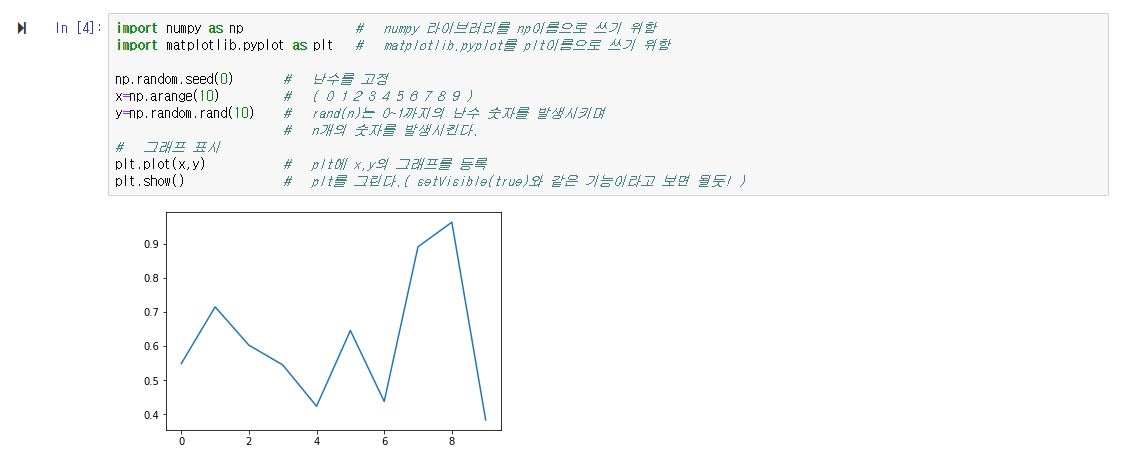 In [4]:
import numpy as np # numpy 라이브러리를 np이름으로 쓰기 위함
import matplotlib.pyplot as plt # matplotlib.pyplot를 plt이름으로 쓰기 위함
np.random.seed(0) # 난수를 고정
x=np.arange(10) # ( 0 1 2 3 4 5 6 7 8 9 )
y=np.random.rand(10) # rand(n)는 0~1까지의 난수 숫자를 발생시키며
# n개의 숫자를 발생시킨다.
# 그래프 표시
plt.plot(x,y) # plt에 x,y의 그래프를 등록
plt.show() # plt를 그린다.( setVisible(true)와 같은 기능이라고 보면 될듯! )
0.9
0.8
0.7
0.6
0.5
0.4
0 2 4 6 8